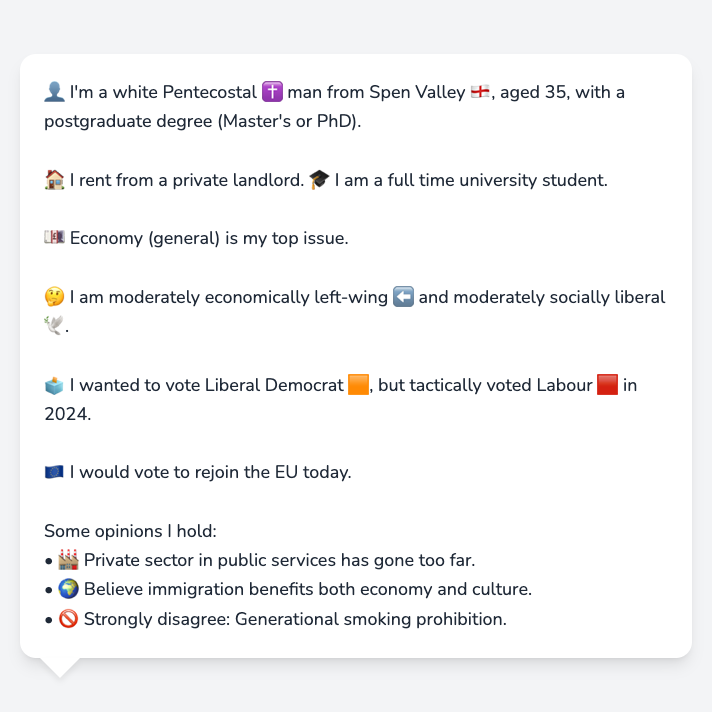 👤 I'm a white Pentecostal ✝️ man from Spen Valley 🏴󠁧󠁢󠁥󠁮󠁧󠁿, aged 35, with a
postgraduate degree (Master's or PhD).
🏠 I rent from a private landlord. 🎓 I am a full time university student.
💷 Economy (general) is my top issue.
🤔 I am moderately economically left-wing ⬅️ and moderately socially liberal
🕊️.
🗳️ I wanted to vote Liberal Democrat 🟧, but tactically voted Labour 🟥 in
2024.
🇪🇺 I would vote to rejoin the EU today.
Some opinions I hold:
• 🏭 Private sector in public services has gone too far.
• 🌍 Believe immigration benefits both economy and culture.
• 🚫 Strongly disagree: Generational smoking prohibition.